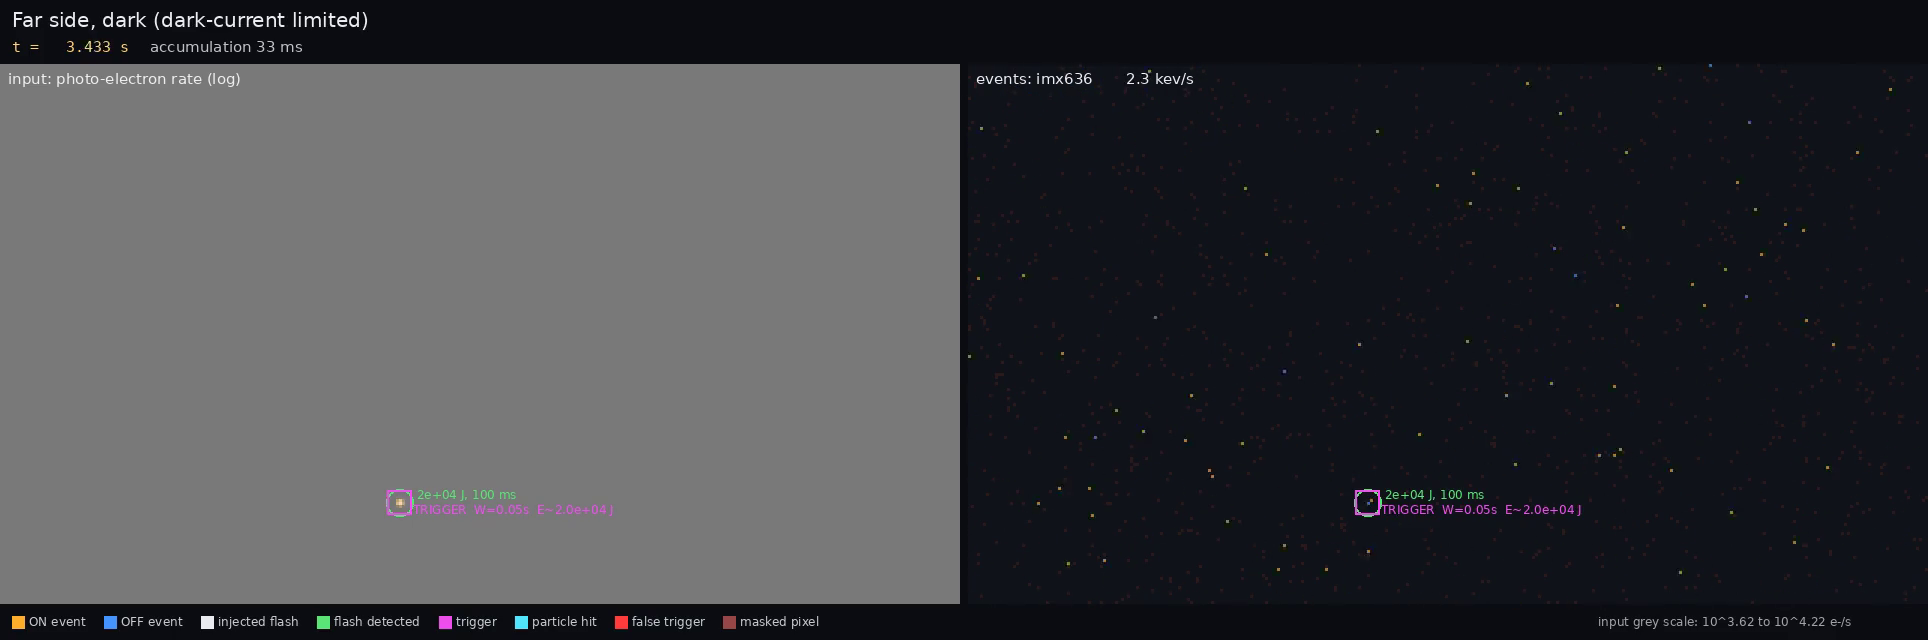 Far side, dark (dark-current limited)
t =   3.433 s   accumulation 33 ms
input: photo-electron rate (log)
events: imx636   2.3 kev/s
2e+04 J, 100 ms
TRIGGER  W=0.05s  E~2.0e+04 J
2e+04 J, 100 ms
TRIGGER  W=0.05s  E~2.0e+04 J
ON event   OFF event   injected flash   flash detected   trigger   particle hit   false trigger   masked pixel   input grey scale: 10^3.62 to 10^4.22 e-/s